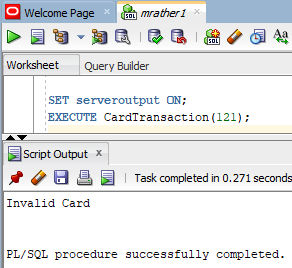 Welcome Page
mrather1
Worksheet
Query Builder
SET serveroutput ON;
EXECUTE CardTransaction(121);
Script Output
Task completed in 0.271 seconds
Invalid Card
PL/SQL procedure successfully completed.